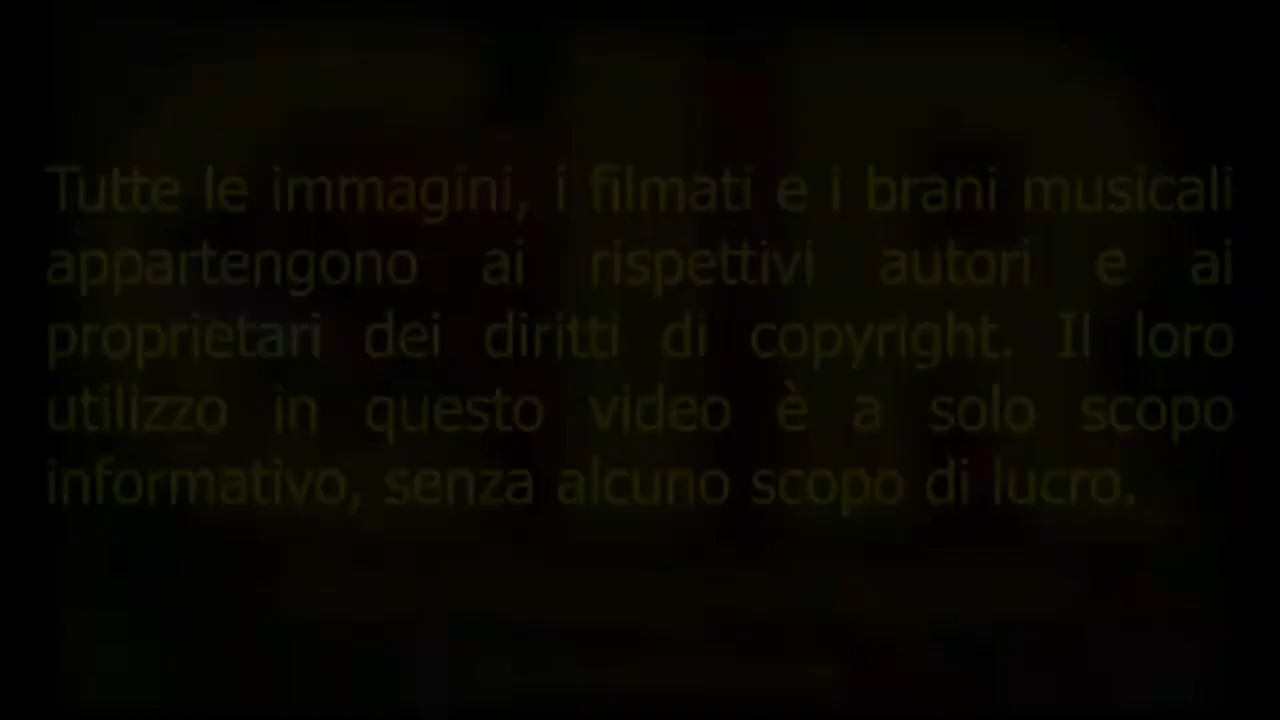 Tutte le immagini, i filmati e i brani musicali
appartengono ai rispettivi autori e ai
proprietari dei diritti di copyright. Il loro
utilizzo in questo video è a solo scopo
informativo, senza alcuno scopo di lucro.